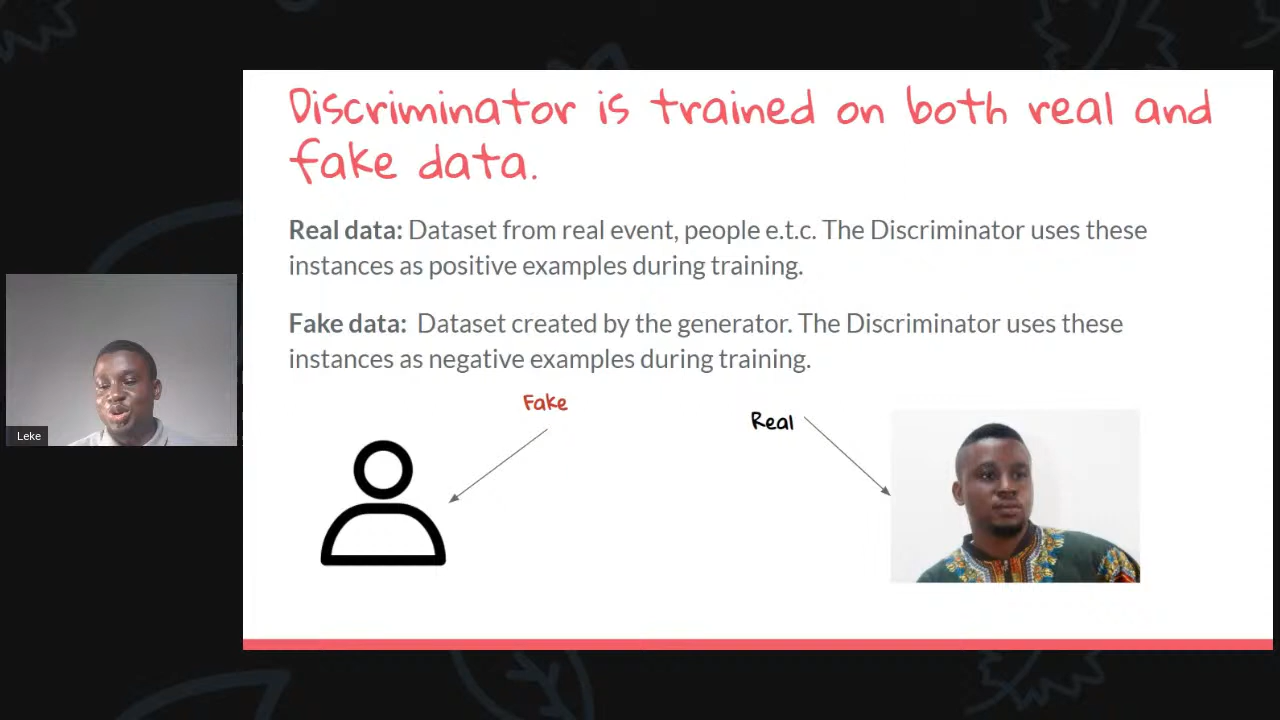 Discriminator is trained on both real and
fake data.
Real data: Dataset from real event, people e.t.c. The Discriminator uses these
instances as positive examples during training.
Fake data: Dataset created by the generator. The Discriminator uses these
instances as negative examples during training.
Fake
Real
Leke